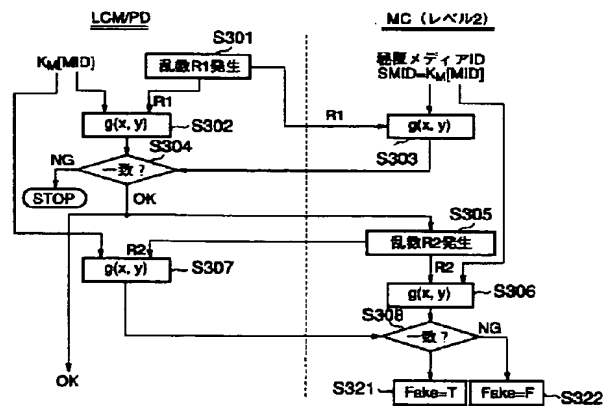 LCM/PD
MC (レベル2)
S301
KM[MID]
乱数R1発生
秘匿メディアID
SMID=KM[MID]
R1
R1
g(x, y)
S302
g(x, y)
S303
S304
NG
一致?
STOP
OK
S305
乱数R2発生
R2
R2
g(x, y)
S307
g(x, y)
S306
S308
一致?
NG
OK
S321
Fake=T
Fake=F
S322